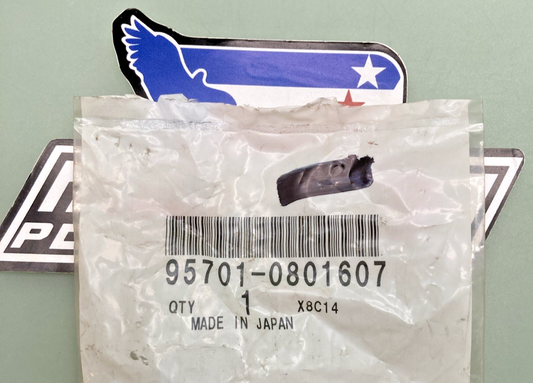 95701-0801607
QTY 1 X8C14
MADE IN JAPAN